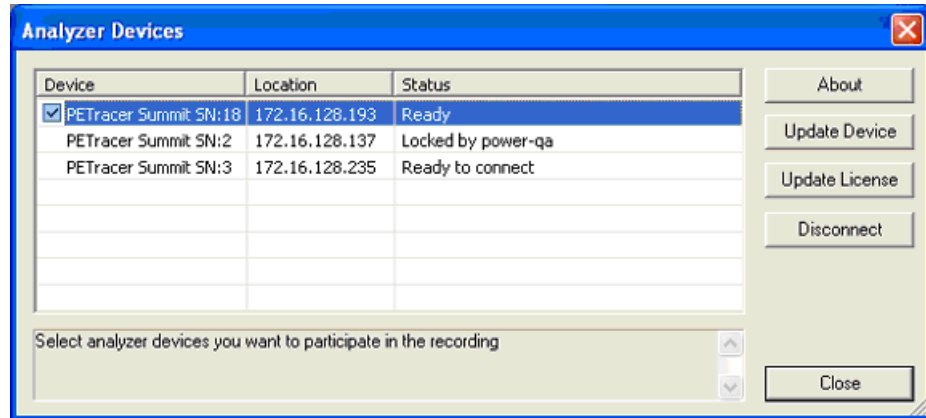 Analyzer Devices
Device Location Status
PETracer Summit SN:18 172.16.128.193 Ready
PETracer Summit SN:2 172.16.128.137 Locked by power-qa
PETracer Summit SN:3 172.16.128.235 Ready to connect
About
Update Device
Update License
Disconnect
Select analyzer devices you want to participate in the recording
Close